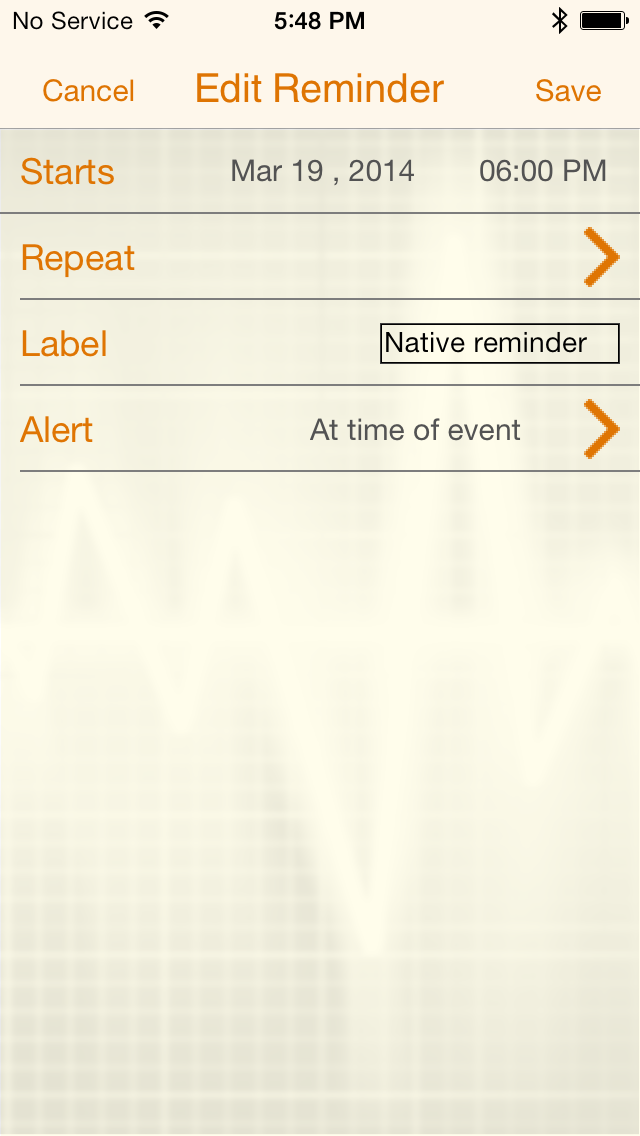 No Service 5:48 PM
Cancel Edit Reminder Save
Starts Mar 19 , 2014 06:00 PM
Repeat
Label Native reminder
Alert At time of event